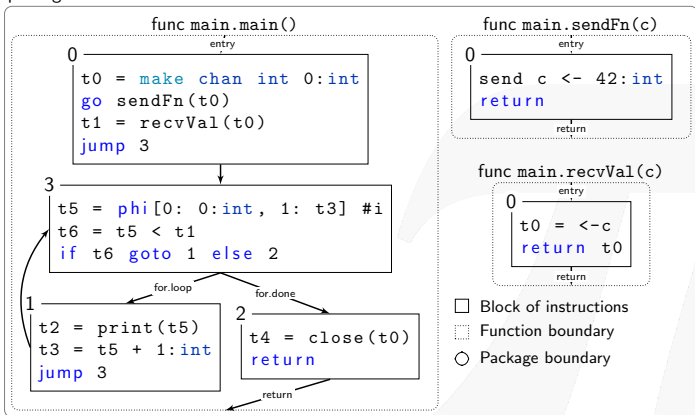 func main.main()
entry
0
t0 = make chan int 0:int
go sendFn(t0)
t1 = recvVal(t0)
jump 3
3
t5 = phi[0: 0:int, 1: t3] #i
t6 = t5 < t1
if t6 goto 1 else 2
for.loop
for.done
1
t2 = print(t5)
t3 = t5 + 1:int
jump 3
2
t4 = close(t0)
return
return
func main.sendFn(c)
entry
0
send c <- 42:int
return
return
func main.recvVal(c)
entry
0
t0 = <-c
return t0
return
Block of instructions
Function boundary
Package boundary